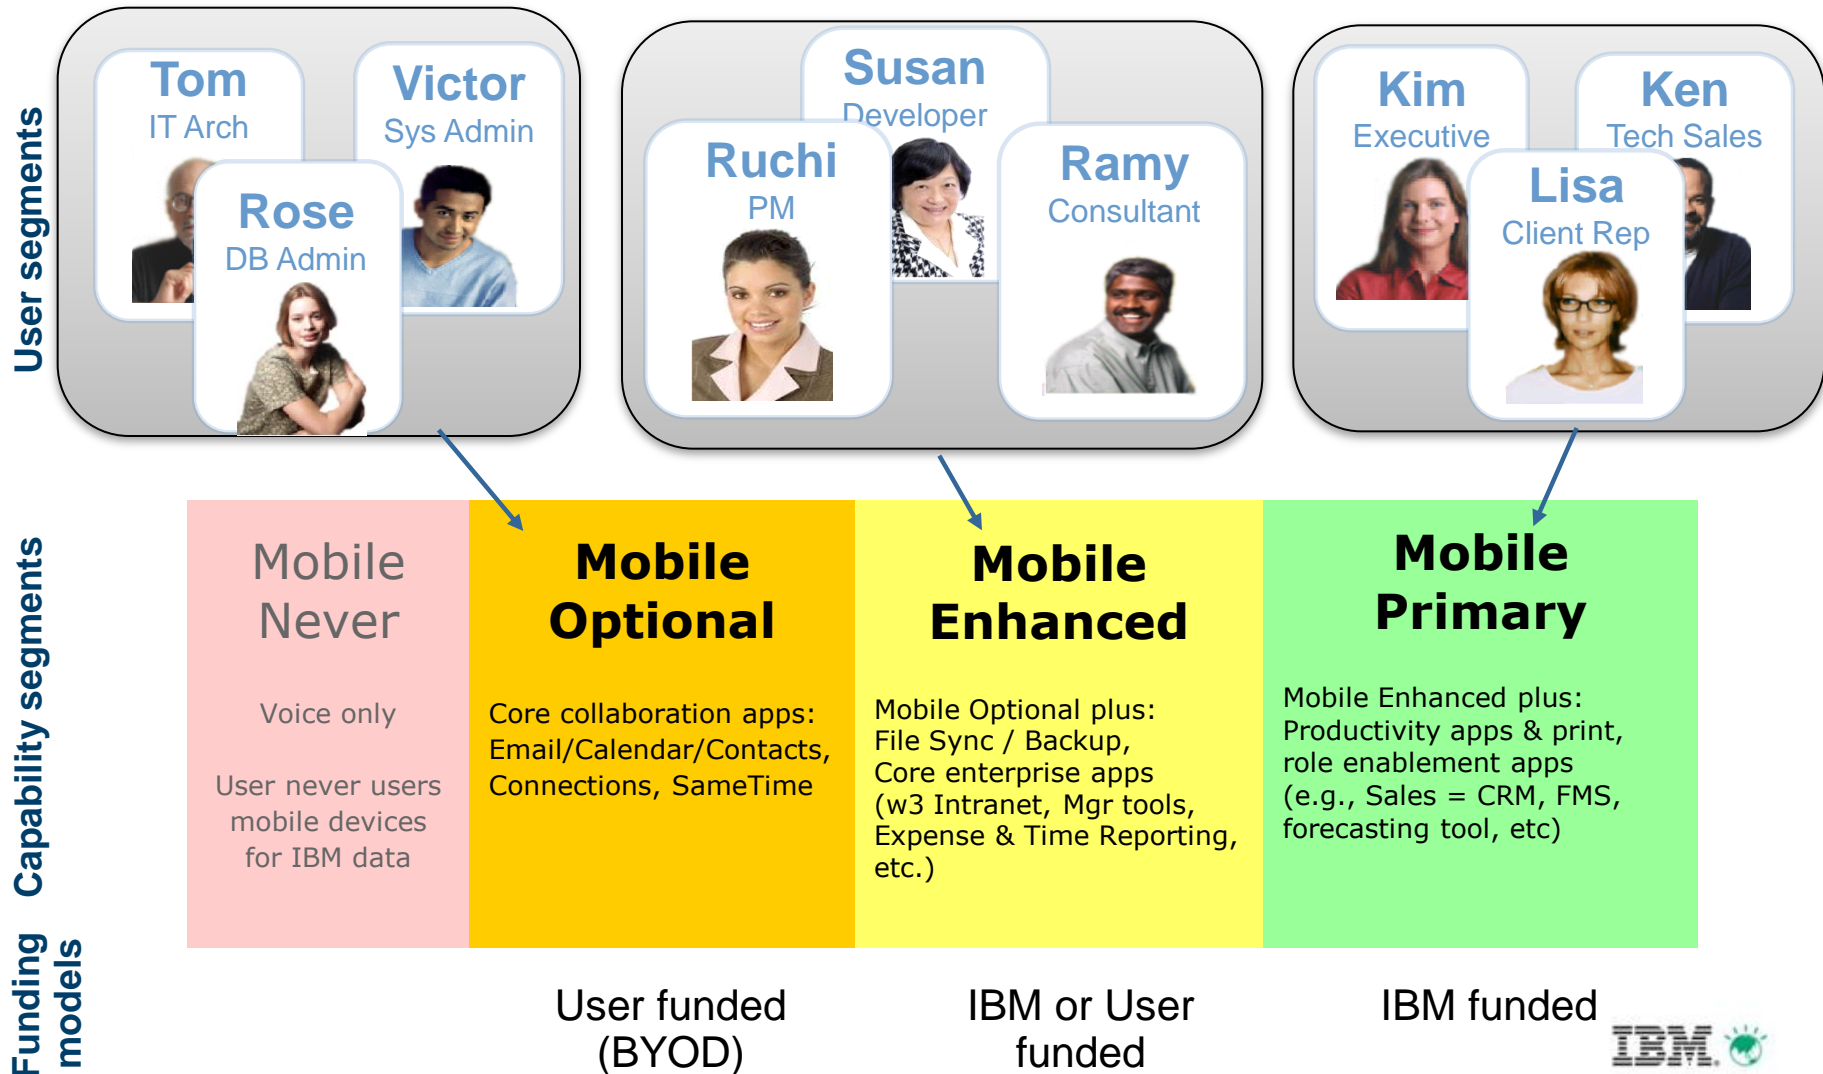 User segments
Tom
IT Arch
Victor
Sys Admin
Rose
DB Admin
Susan
Developer
Ruchi
PM
Ramy
Consultant
Kim
Executive
Ken
Tech Sales
Lisa
Client Rep
Capability segments
Mobile
Never
Voice only
User never users
mobile devices
for IBM data
Mobile
Optional
Core collaboration apps:
Email/Calendar/Contacts,
Connections, SameTime
Mobile
Enhanced
Mobile Optional plus:
File Sync / Backup,
Core enterprise apps
(w3 Intranet, Mgr tools,
Expense & Time Reporting,
etc.)
Mobile
Primary
Mobile Enhanced plus:
Productivity apps & print,
role enablement apps
(e.g., Sales = CRM, FMS,
forecasting tool, etc)
Funding
models
User funded
(BYOD)
IBM or User
funded
IBM funded
IBM.